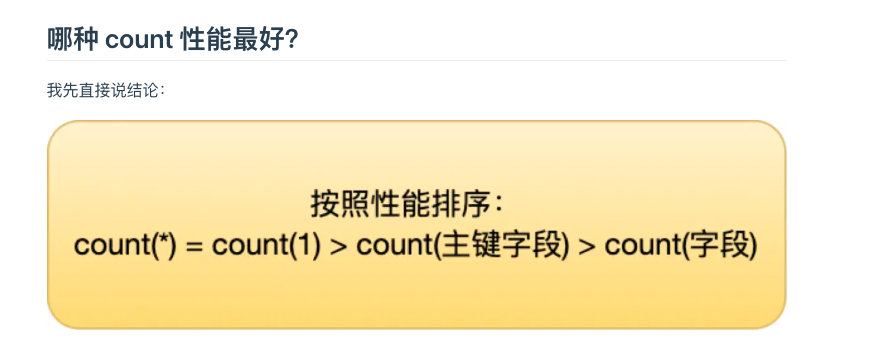 哪种 count 性能最好?
我先直接说结论：
按照性能排序：
count(*) = count(1) > count(主键字段) > count(字段)